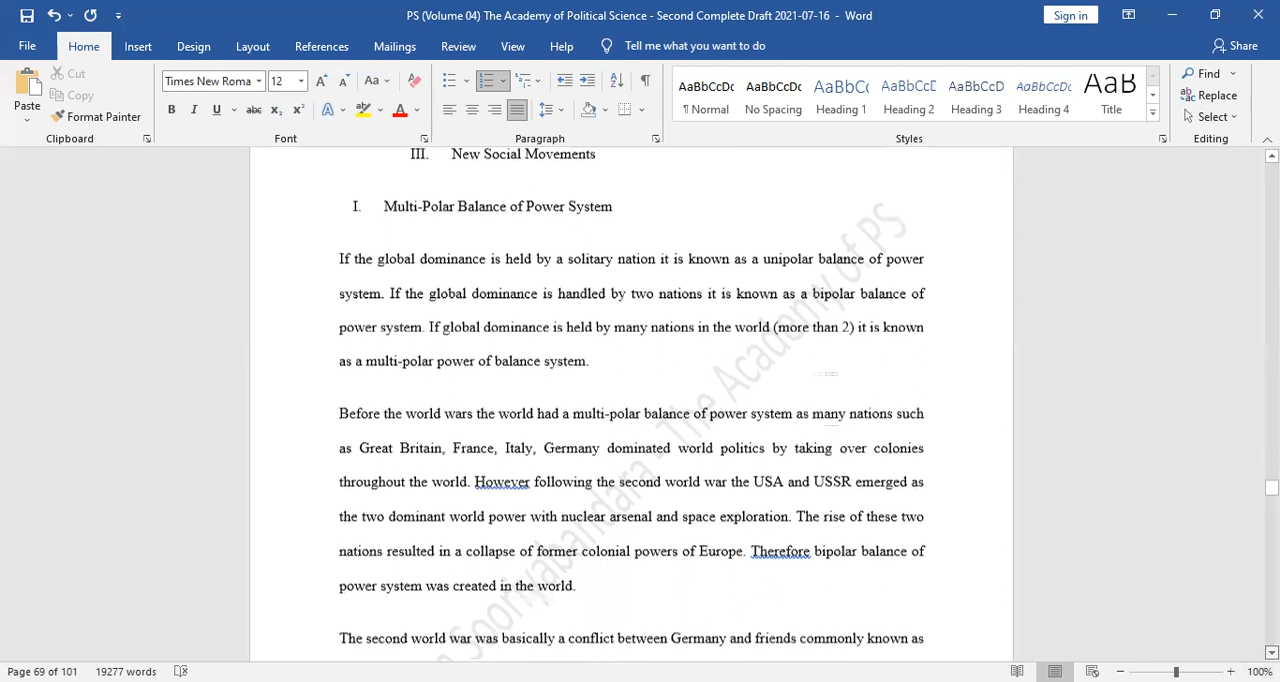 PS (Volume 04) The Academy of Political Science - Second Complete Draft 2021-07-16 - Word
Sign in
File Home Insert Design Layout References Mailings Review View Help Tell me what you want to do
Share
Paste
Cut
Copy
Format Painter
Clipboard
Times New Roma 12
Aa
B I U abc X₂ X²
A A
Font
Paragraph
AaBbCcDc AaBbCcDc AaBbC( AaBbCcD AaBbCcD AaBbCcDc AaB
¶ Normal No Spacing Heading 1 Heading 2 Heading 3 Heading 4 Title
Styles
Find
Replace
Select
Editing
III. New Social Movements
I. Multi-Polar Balance of Power System
If the global dominance is held by a solitary nation it is known as a unipolar balance of power
system. If the global dominance is handled by two nations it is known as a bipolar balance of
power system. If global dominance is held by many nations in the world (more than 2) it is known
as a multi-polar power of balance system.
Before the world wars the world had a multi-polar balance of power system as many nations such
as Great Britain, France, Italy, Germany dominated world politics by taking over colonies
throughout the world. However following the second world war the USA and USSR emerged as
the two dominant world power with nuclear arsenal and space exploration. The rise of these two
nations resulted in a collapse of former colonial powers of Europe. Therefore bipolar balance of
power system was created in the world.
The second world war was basically a conflict between Germany and friends commonly known as
Sooriyabandara - The Academy of PS
Page 69 of 101 19277 words
100%